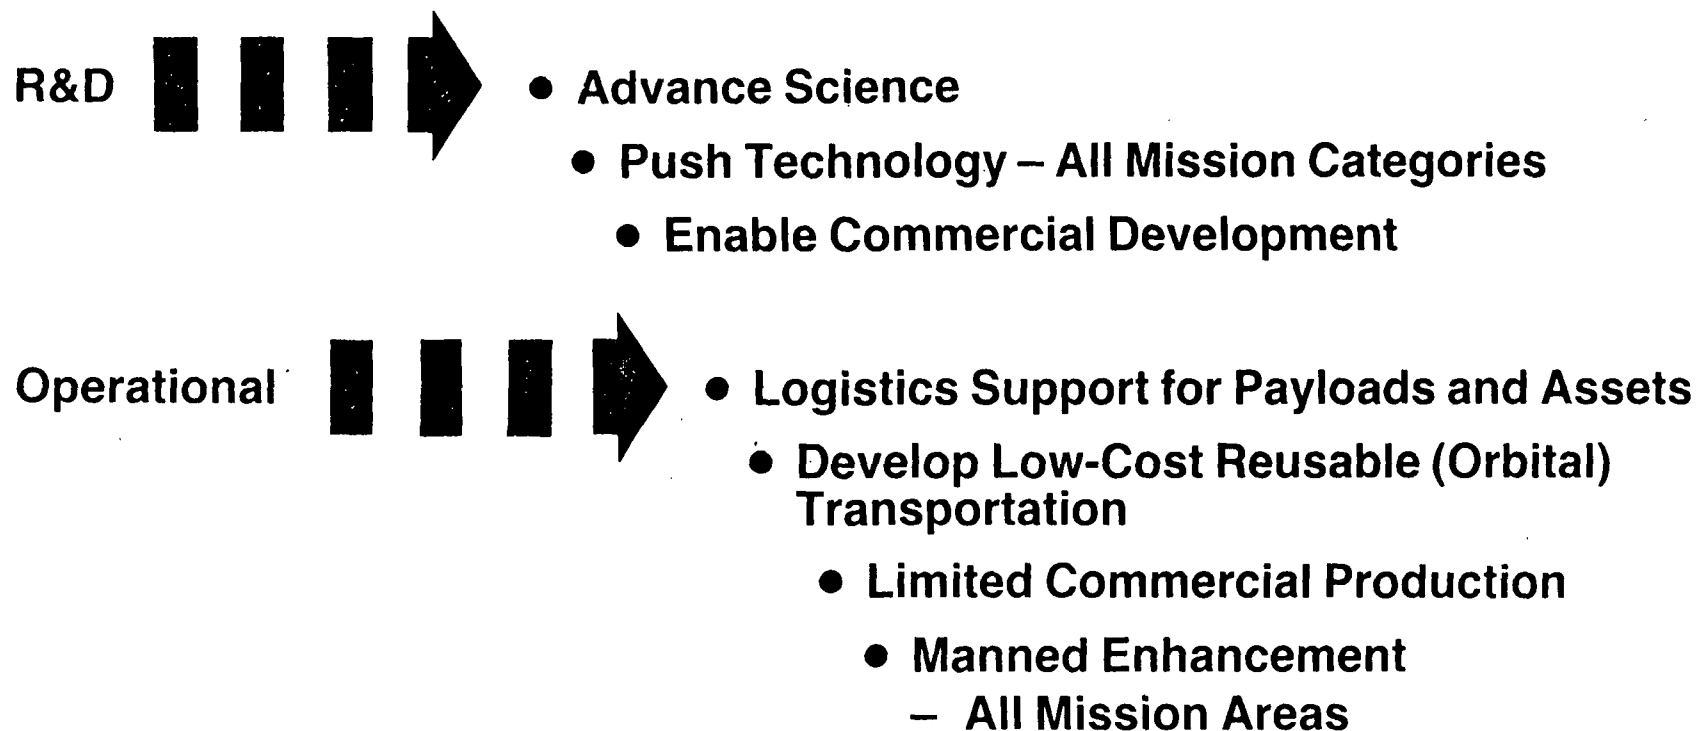 R&D
● Advance Science
● Push Technology – All Mission Categories
● Enable Commercial Development
Operational
● Logistics Support for Payloads and Assets
● Develop Low-Cost Reusable (Orbital)
Transportation
● Limited Commercial Production
● Manned Enhancement
– All Mission Areas